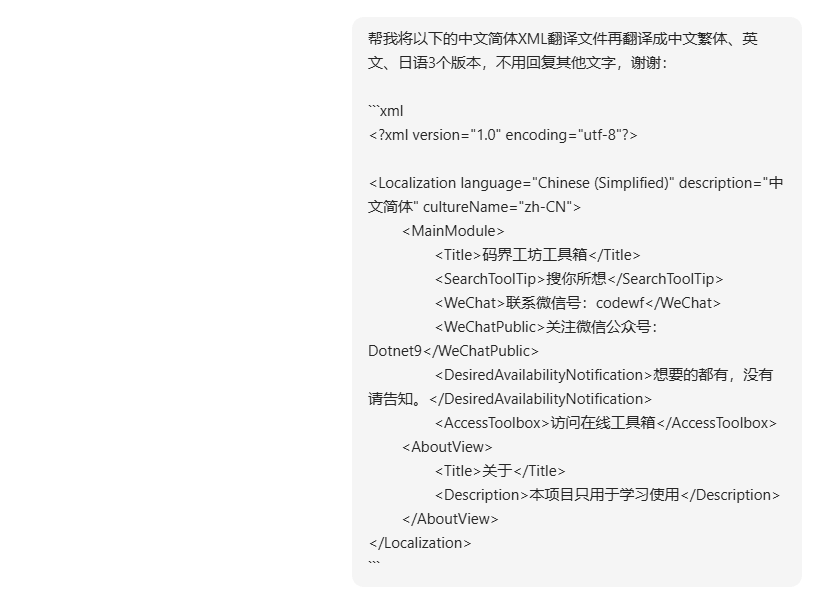 帮我将以下的中文简体XML翻译文件再翻译成中文繁体、英
文、日语3个版本，不用回复其他文字，谢谢：
```xml
<?xml version="1.0" encoding="utf-8"?>
<Localization language="Chinese (Simplified)" description="中
文简体" cultureName="zh-CN">
<MainModule>
<Title>码界工坊工具箱</Title>
<SearchToolTip>搜你所想</SearchToolTip>
<WeChat>联系微信号：codewf</WeChat>
<WeChatPublic>关注微信公众号：
Dotnet9</WeChatPublic>
<DesiredAvailabilityNotification>想要的都有，没有
请告知。</DesiredAvailabilityNotification>
<AccessToolbox>访问在线工具箱</AccessToolbox>
<AboutView>
<Title>关于</Title>
<Description>本项目只用于学习使用</Description>
</AboutView>
</Localization>
```